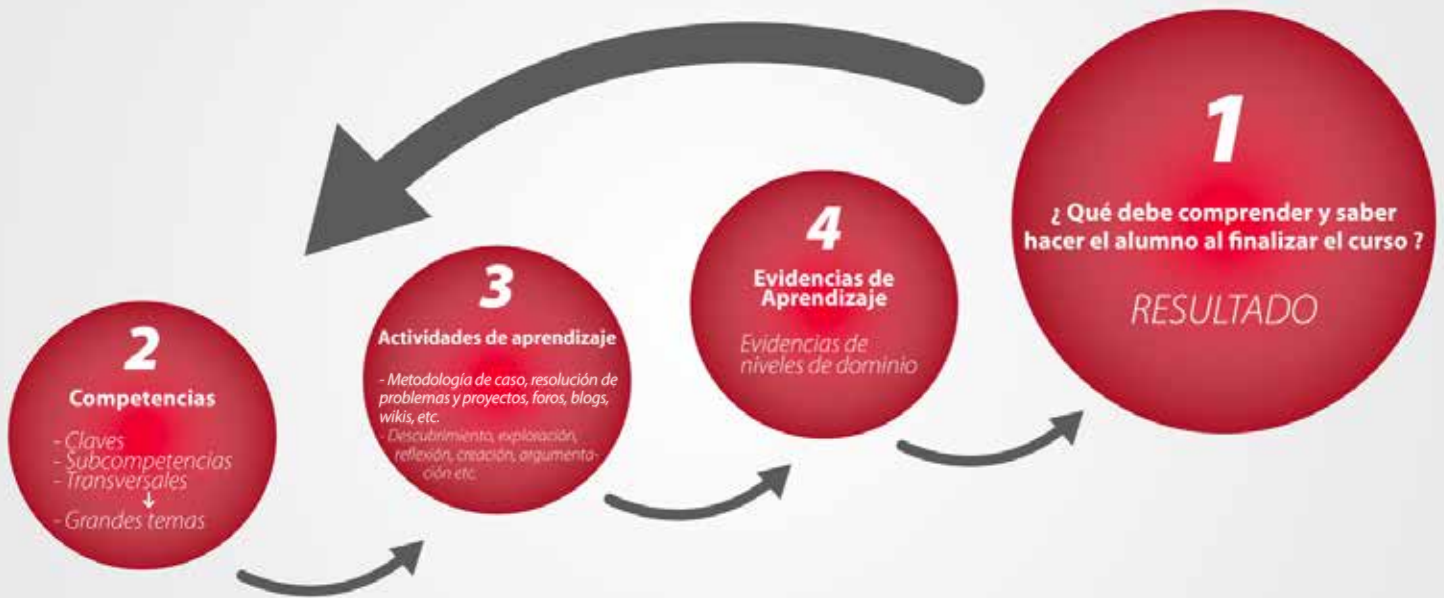 1
¿ Qué debe comprender y saber
hacer el alumno al finalizar el curso ?
RESULTADO
2
Competencias
- Claves
- Subcompetencias
- Transversales
- Grandes temas
3
Actividades de aprendizaje
- Metodología de caso, resolución de
problemas y proyectos, foros, blogs,
wikis, etc.
- Descubrimiento, exploración,
reflexión, creación, argumenta-
ción etc.
4
Evidencias de
Aprendizaje
Evidencias de
niveles de dominio